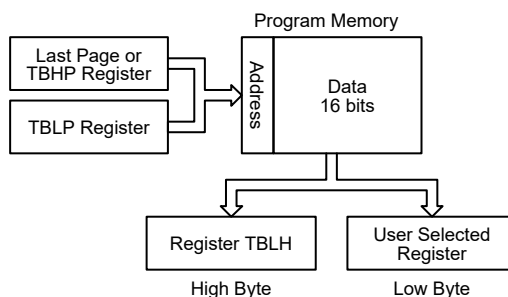 Program Memory
Last Page or
TBHP Register
TBLP Register
Address
Data
16 bits
Register TBLH
User Selected
Register
High Byte
Low Byte